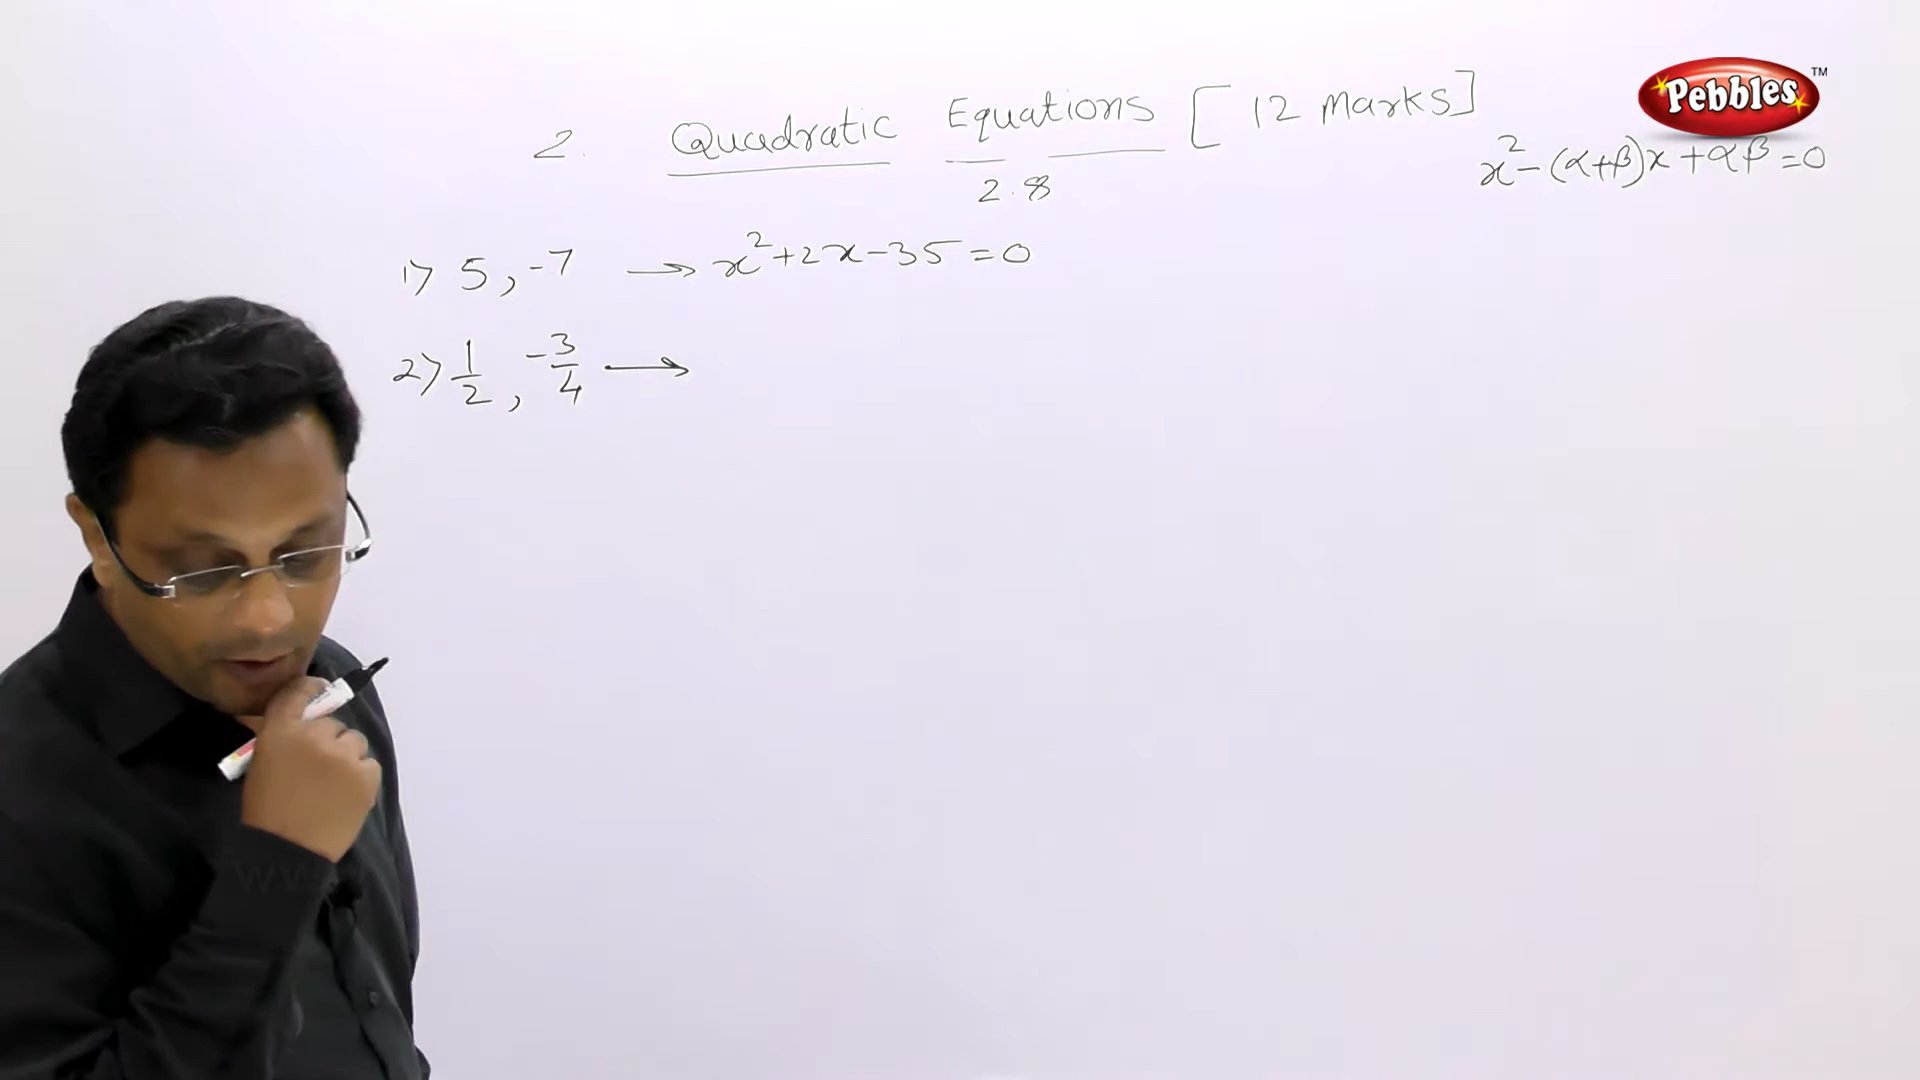 Pebbles™
2. Quadratic Equations [ 12 marks ]
x² - (α+β)x + αβ = 0
2.8
1) 5, -7 → x² + 2x - 35 = 0
2) 1/2, -3/4 →